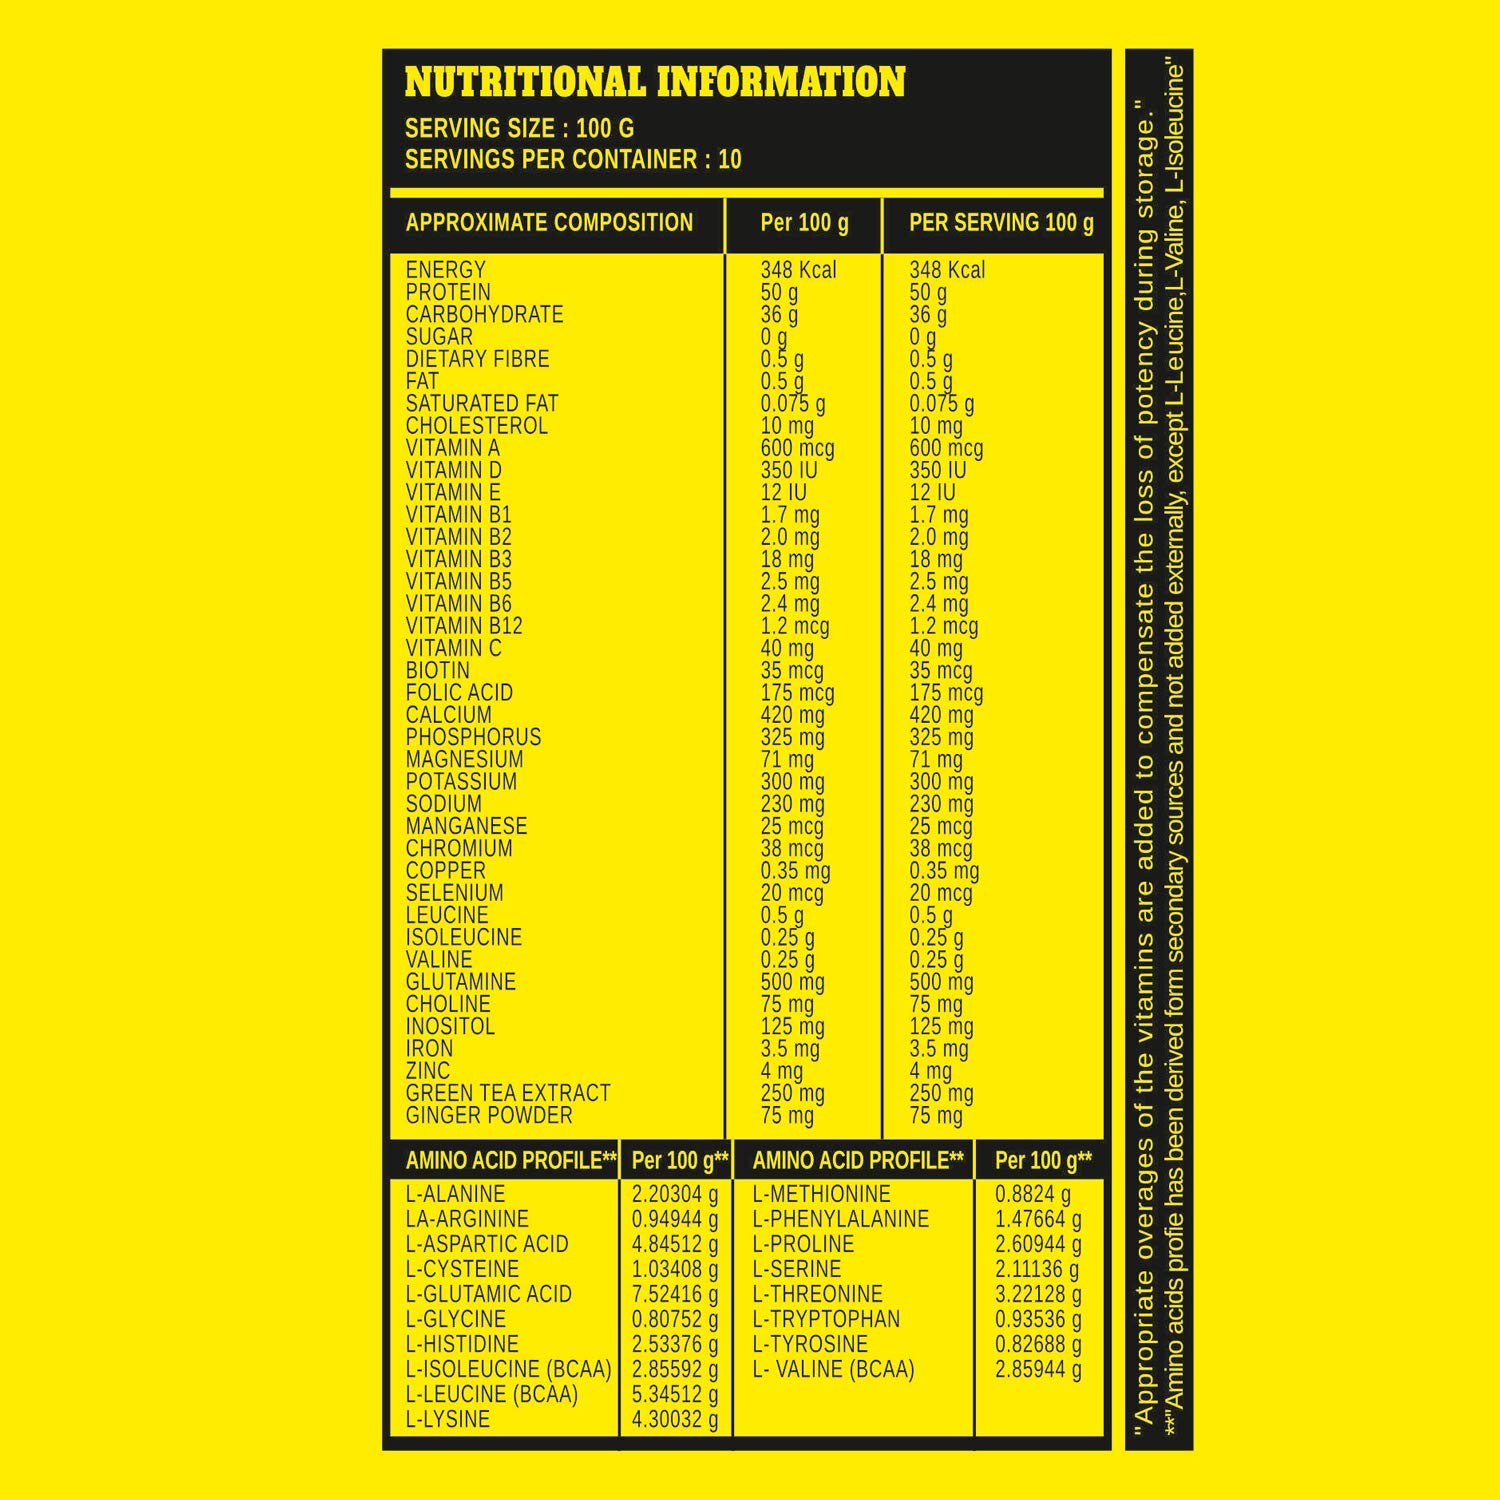 NUTRITIONAL INFORMATION
SERVING SIZE : 100 G
SERVINGS PER CONTAINER : 10
APPROXIMATE COMPOSITION Per 100 g PER SERVING 100 g
ENERGY 348 Kcal 348 Kcal
PROTEIN 50 g 50 g
CARBOHYDRATE 36 g 36 g
SUGAR 0 g 0 g
DIETARY FIBRE 0.5 g 0.5 g
FAT 0.5 g 0.5 g
SATURATED FAT 0.075 g 0.075 g
CHOLESTEROL 10 mg 10 mg
VITAMIN A 600 mcg 600 mcg
VITAMIN D 350 IU 350 IU
VITAMIN E 12 IU 12 IU
VITAMIN B1 1.7 mg 1.7 mg
VITAMIN B2 2.0 mg 2.0 mg
VITAMIN B3 18 mg 18 mg
VITAMIN B5 2.5 mg 2.5 mg
VITAMIN B6 2.4 mg 2.4 mg
VITAMIN B12 1.2 mcg 1.2 mcg
VITAMIN C 40 mg 40 mg
BIOTIN 35 mcg 35 mcg
FOLIC ACID 175 mcg 175 mcg
CALCIUM 420 mg 420 mg
PHOSPHORUS 325 mg 325 mg
MAGNESIUM 71 mg 71 mg
POTASSIUM 300 mg 300 mg
SODIUM 230 mg 230 mg
MANGANESE 25 mcg 25 mcg
CHROMIUM 38 mcg 38 mcg
COPPER 0.35 mg 0.35 mg
SELENIUM 20 mcg 20 mcg
LEUCINE 0.5 g 0.5 g
ISOLEUCINE 0.25 g 0.25 g
VALINE 0.25 g 0.25 g
GLUTAMINE 500 mg 500 mg
CHOLINE 75 mg 75 mg
INOSITOL 125 mg 125 mg
IRON 3.5 mg 3.5 mg
ZINC 4 mg 4 mg
GREEN TEA EXTRACT 250 mg 250 mg
GINGER POWDER 75 mg 75 mg
AMINO ACID PROFILE** Per 100 g** AMINO ACID PROFILE** Per 100 g**
L-ALANINE 2.20304 g L-METHIONINE 0.8824 g
LA-ARGININE 0.94944 g L-PHENYLALANINE 1.47664 g
L-ASPARTIC ACID 4.84512 g L-PROLINE 2.60944 g
L-CYSTEINE 1.03408 g L-SERINE 2.11136 g
L-GLUTAMIC ACID 7.52416 g L-THREONINE 3.22128 g
L-GLYCINE 0.80752 g L-TRYPTOPHAN 0.93536 g
L-HISTIDINE 2.53376 g L-TYROSINE 0.82688 g
L-ISOLEUCINE (BCAA) 2.85592 g L- VALINE (BCAA) 2.85944 g
L-LEUCINE (BCAA) 5.34512 g
L-LYSINE 4.30032 g
"Appropriate overages of the vitamins are added to compensate the loss of potency during storage."
**"Amino acids profie has been derived form secondary sources and not added externally, except L-Leucine,L-Valine, L-Isoleucine"